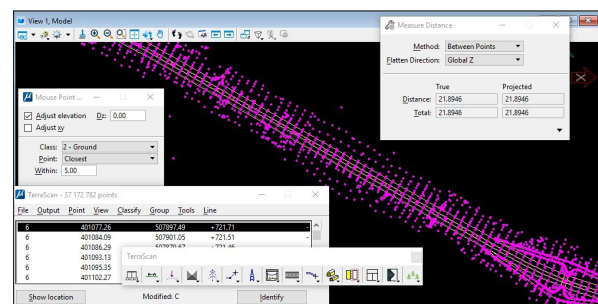 View 1, Model
Measure Distance
Method: Between Points
Flatten Direction: Global Z
True Projected
Distance: 21.8946 21.8946
Total: 21.8946 21.8946
Mouse Point ...
Adjust elevation Dz: 0.00
Adjust xy
Class: 2 - Ground
Point: Closest
Within: 5.00
TerraScan - 37 172 782 points
File Output Point View Classify Group Tools Line
6 401077.26 507897.49 +721.71 -
6 401084.09 507901.05 +721.51 -
6 401086.29 507970.67 +721.46
6 401093.13
6 401095.35
6 401102.27
TerraScan
Show location Modified: C Identify